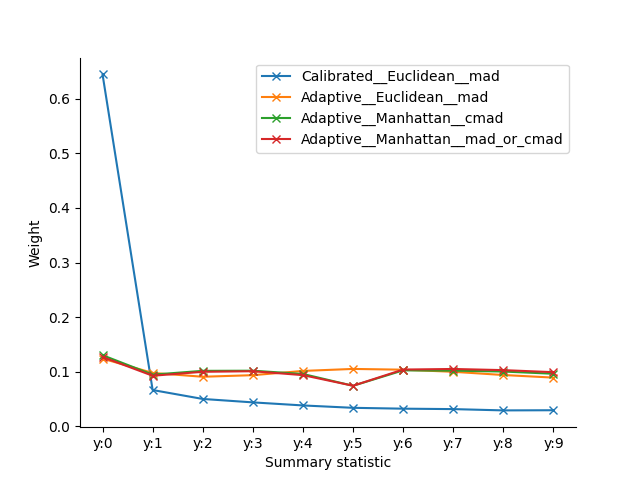 Calibrated__Euclidean__mad
Adaptive__Euclidean__mad
Adaptive__Manhattan__cmad
Adaptive__Manhattan__mad_or_cmad
Weight
0.6
0.5
0.4
0.3
0.2
0.1
0.0
y:0 y:1 y:2 y:3 y:4 y:5 y:6 y:7 y:8 y:9
Summary statistic